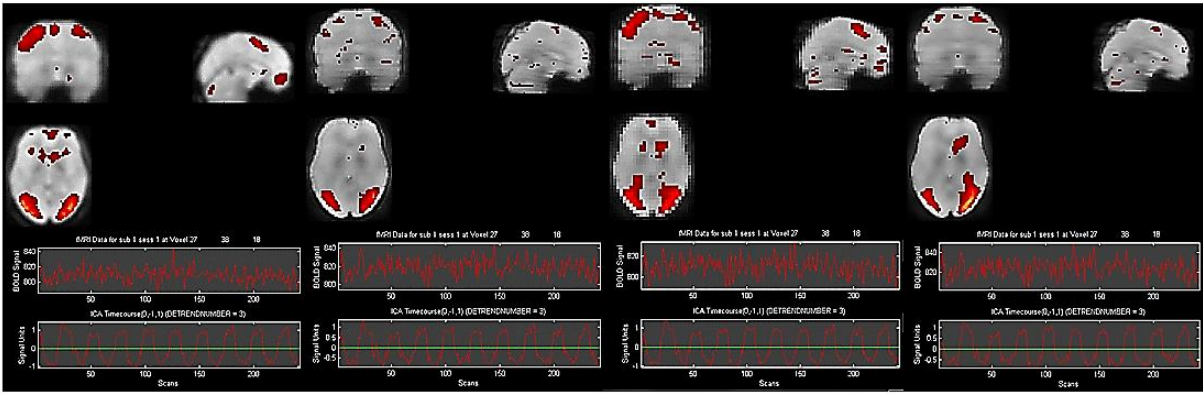 fMRI Data for sub 1 sess 1 at Voxel 27 38 18
BOLD Signal
840
820
800
50 100 150 200
ICA Timecourse(0,-1,1) (DETRENDNUMBER = 3)
Signal Units
1
0
-1
50 100 150 200
Scans
fMRI Data for sub 1 sess 1 at Voxel 27 38 18
BOLD Signal
840
820
800
50 100 150 200
ICA Timecourse(0,-1,1) (DETRENDNUMBER = 3)
Signal Units
1
0.5
0
-0.5
50 100 150 200
Scans
fMRI Data for sub 1 sess 1 at Voxel 27 38 18
BOLD Signal
840
820
800
50 100 150 200
ICA Timecourse(0,-1,1) (DETRENDNUMBER = 3)
Signal Units
1
0
-1
50 100 150 200
Scans
fMRI Data for sub 1 sess 1 at Voxel 27 38 18
BOLD Signal
840
820
50 100 150 200
ICA Timecourse(0,-1,1) (DETRENDNUMBER = 3)
Signal Units
1
0.5
0
-0.5
50 100 150 200
Scans